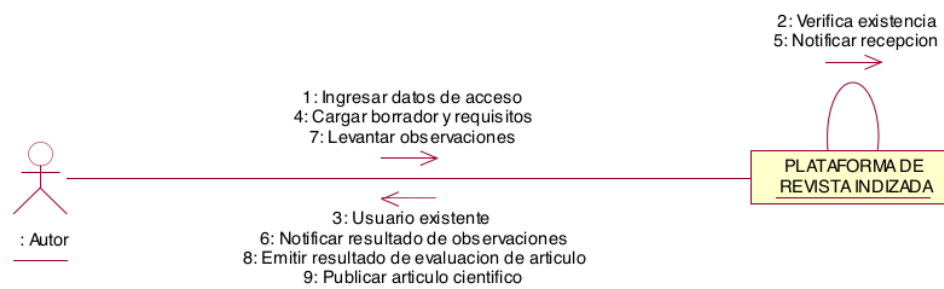 2: Verifica existencia
5: Notificar recepcion
1: Ingresar datos de acceso
4: Cargar borrador y requisitos
7: Levantar observaciones
PLATAFORMA DE
REVISTA INDIZADA
: Autor
3: Usuario existente
6: Notificar resultado de observaciones
8: Emitir resultado de evaluacion de articulo
9: Publicar articulo cientifico